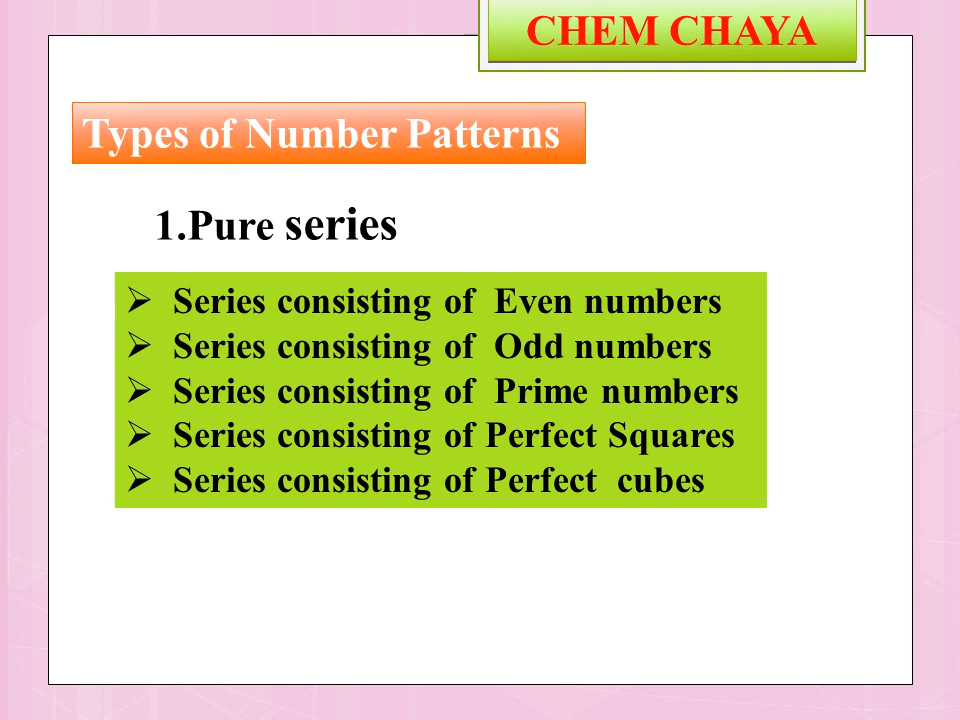 CHEM CHAYA
Types of Number Patterns
1.Pure series
➢ Series consisting of Even numbers
➢ Series consisting of Odd numbers
➢ Series consisting of Prime numbers
➢ Series consisting of Perfect Squares
➢ Series consisting of Perfect cubes